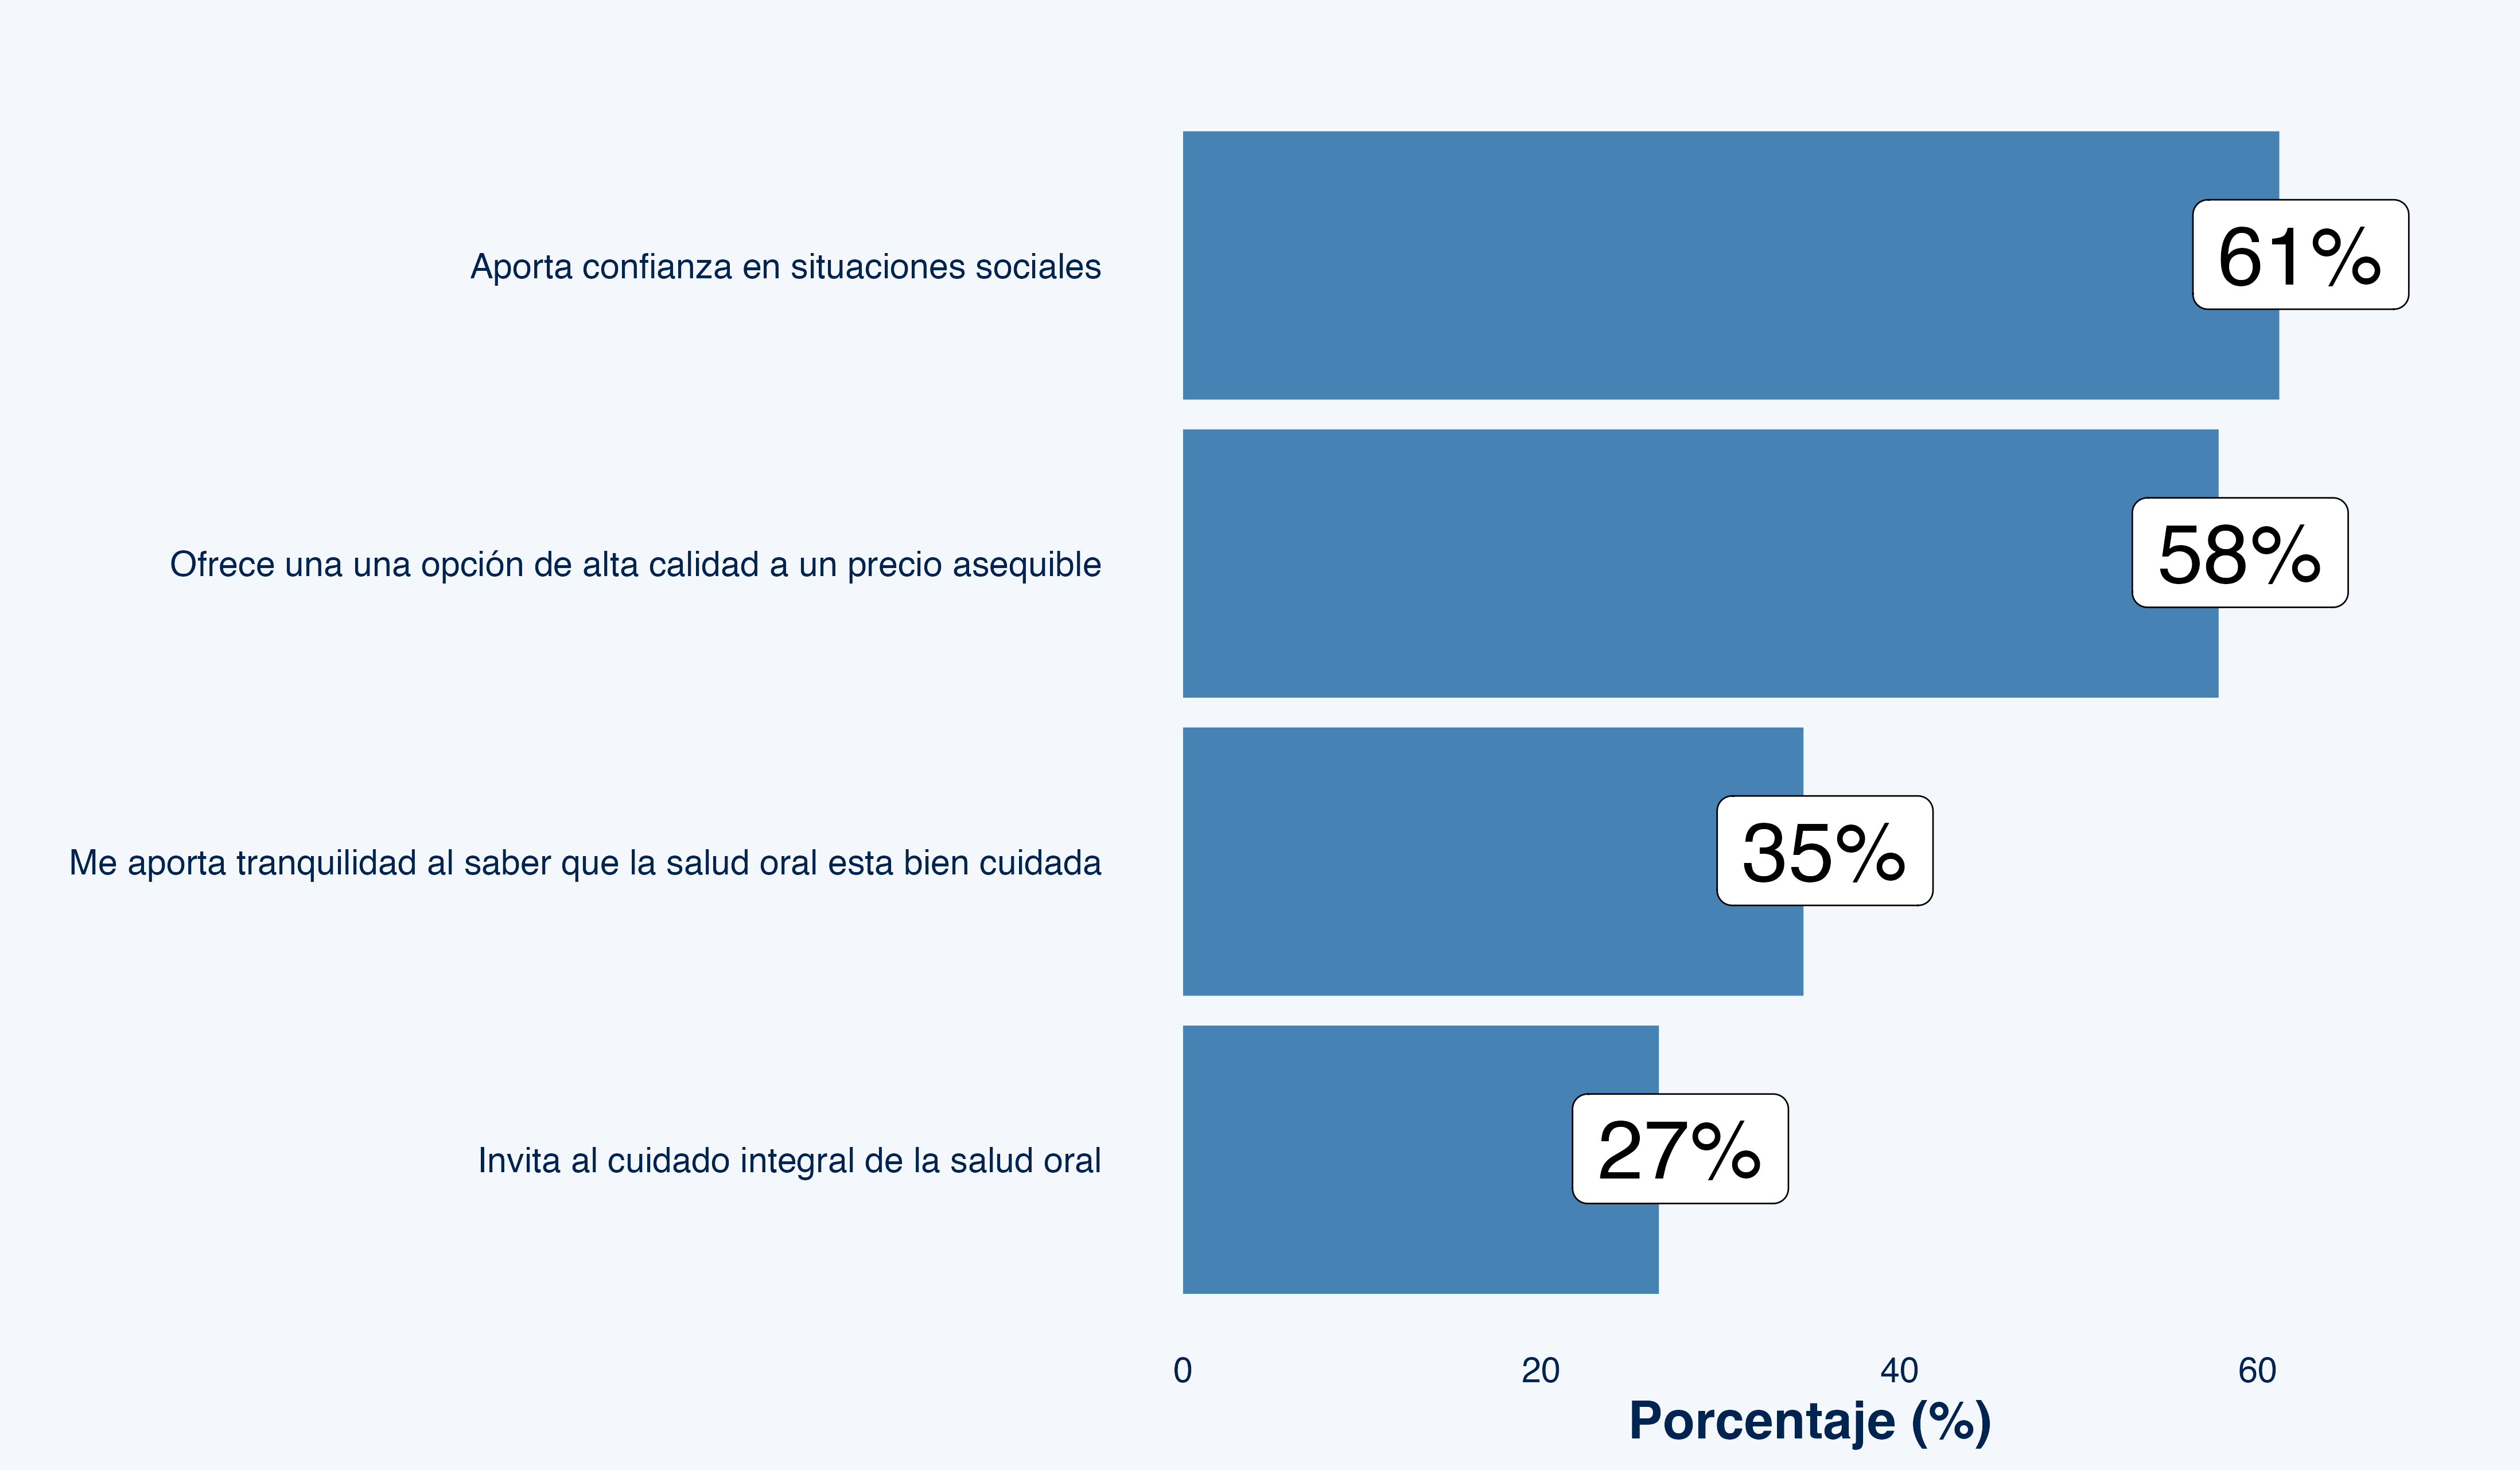 Aporta confianza en situaciones sociales
61%
Ofrece una una opción de alta calidad a un precio asequible
58%
Me aporta tranquilidad al saber que la salud oral esta bien cuidada
35%
Invita al cuidado integral de la salud oral
27%
0 20 40 60
Porcentaje (%)